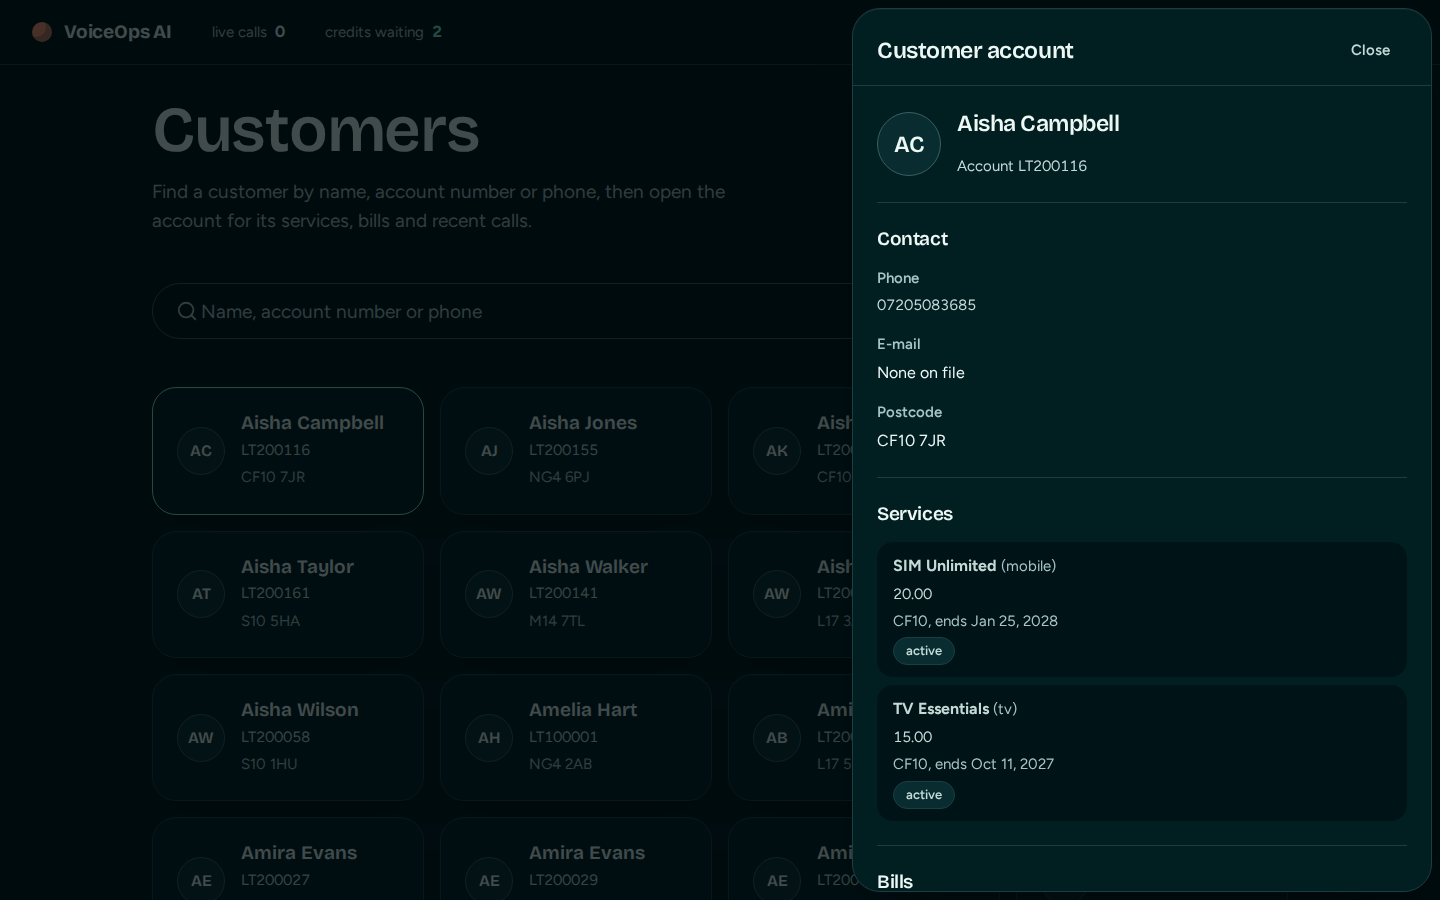 VoiceOps AI
live calls 0
credits waiting 2
Customers
Find a customer by name, account number or phone, then open the
account for its services, bills and recent calls.
Name, account number or phone
AC
Aisha Campbell
LT200116
CF10 7JR
AJ
Aisha Jones
LT200155
NG4 6PJ
AK
AT
Aisha Taylor
LT200161
S10 5HA
AW
Aisha Walker
LT200141
M14 7TL
AW
AW
Aisha Wilson
LT200058
S10 1HU
AH
Amelia Hart
LT100001
NG4 2AB
AB
AE
Amira Evans
LT200027
AE
Amira Evans
LT200029
AE
Customer account
Close
AC
Aisha Campbell
Account LT200116
Contact
Phone
07205083685
E-mail
None on file
Postcode
CF10 7JR
Services
SIM Unlimited (mobile)
20.00
CF10, ends Jan 25, 2028
active
TV Essentials (tv)
15.00
CF10, ends Oct 11, 2027
active
Bills